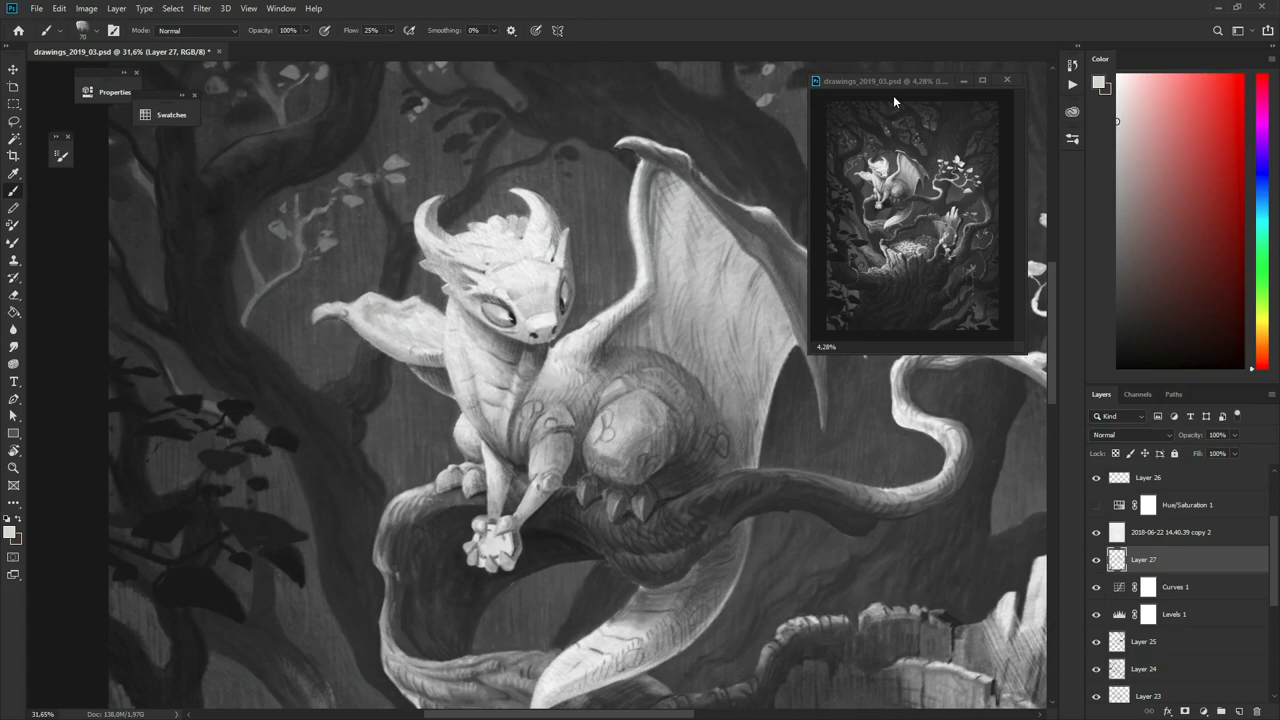 Ps File Edit Image Layer Type Select Filter 3D View Window Help
70 Mode: Normal Opacity: 100% Flow: 25% Smoothing: 0%
drawings_2019_03.psd @ 31,6% (Layer 27, RGB/8) * ×
Properties
Swatches
drawings_2019_03.psd @ 4,28% (L...
4,28%
Color
Layers Channels Paths
Kind
Normal Opacity: 100%
Lock: Fill: 100%
Layer 26
Hue/Saturation 1
2018-06-22 14.40.39 copy 2
Layer 27
Curves 1
Levels 1
Layer 25
Layer 24
Layer 23
31,65% Doc: 138,0M/1,97G